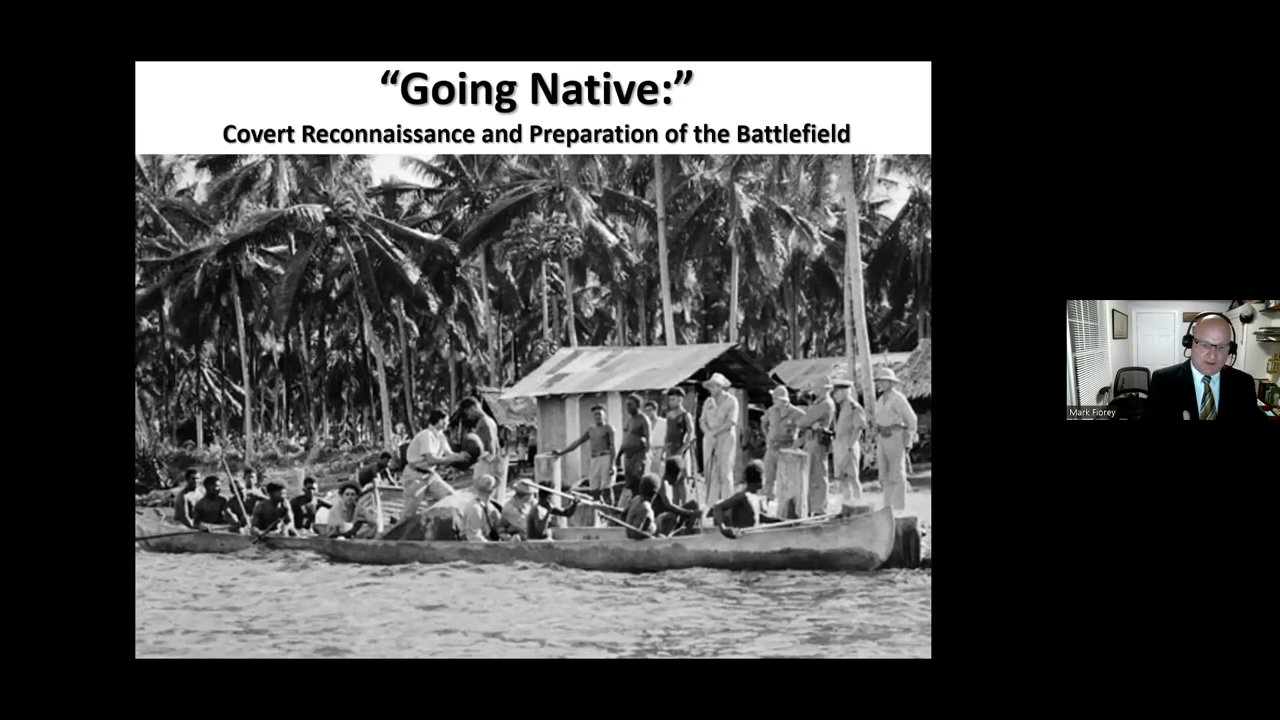 “Going Native:”
Covert Reconnaissance and Preparation of the Battlefield
Mark Fiorey